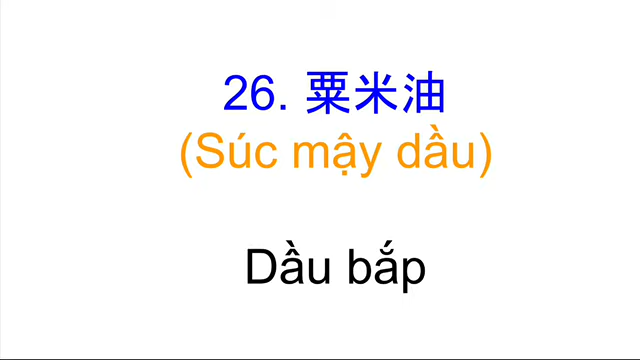 26. 粟米油
(Súc mậy dầu)
Dầu bắp